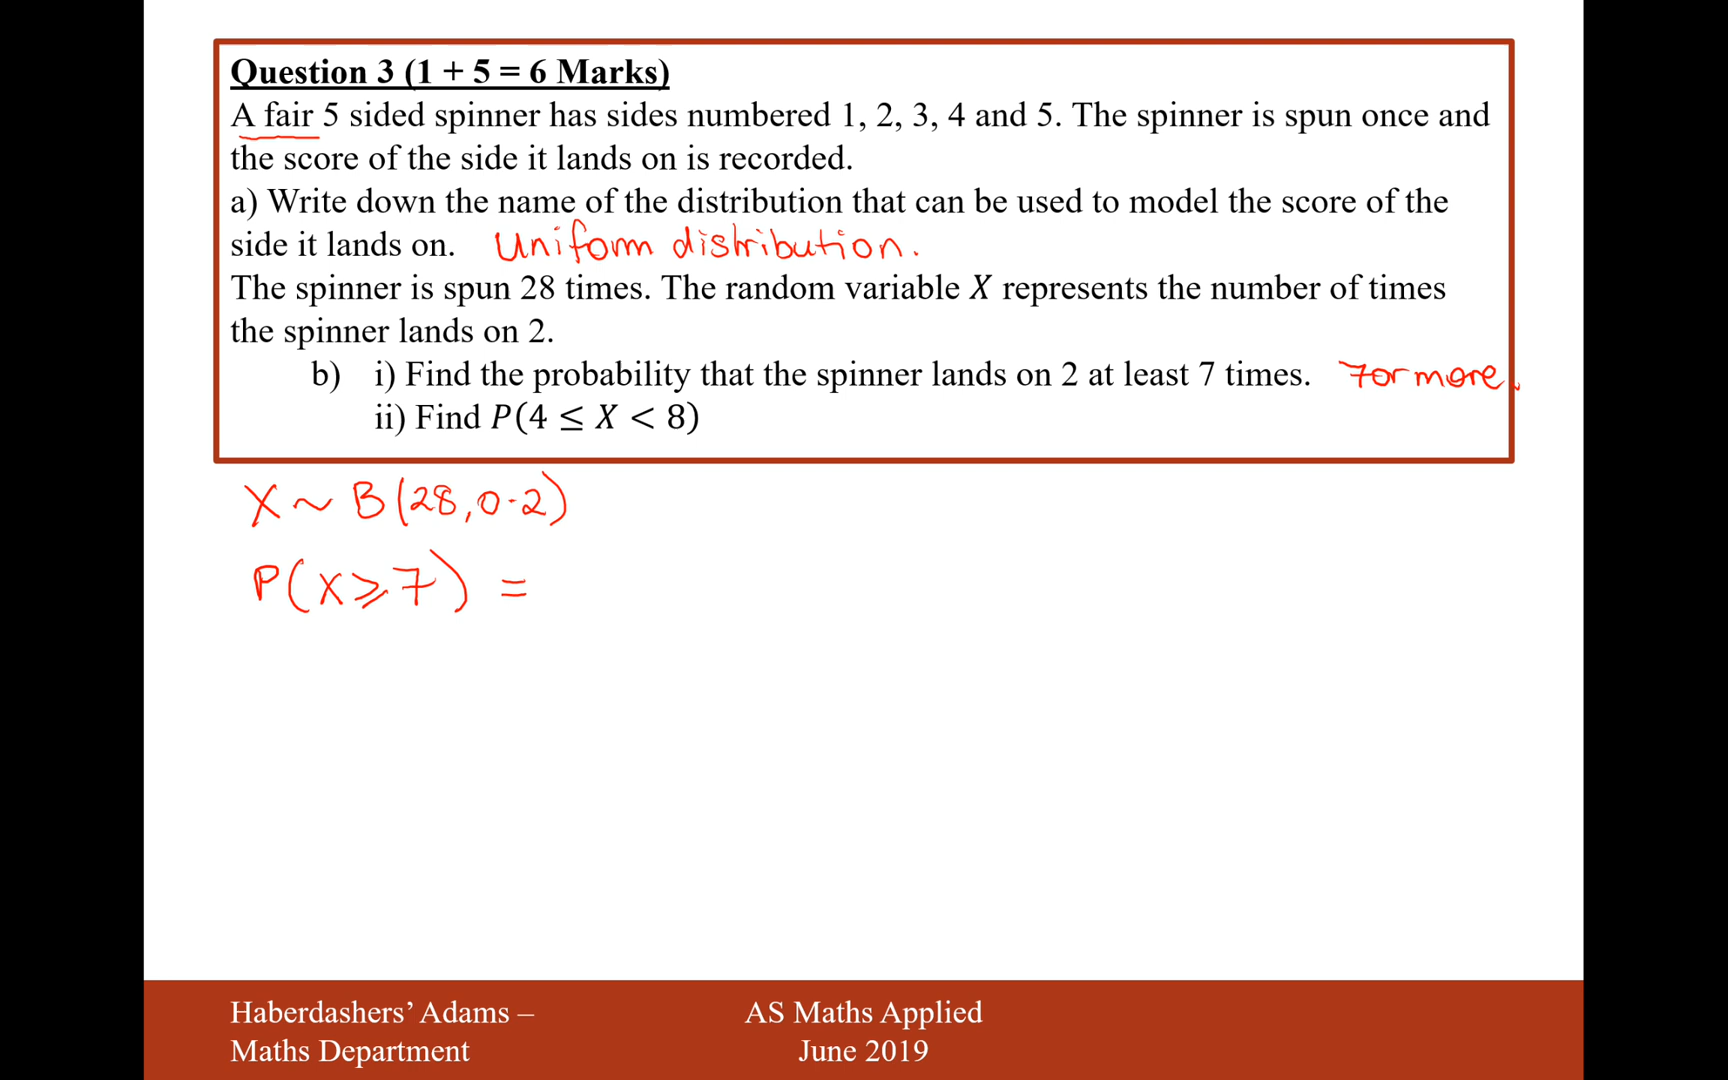 Question 3 (1 + 5 = 6 Marks)
A fair 5 sided spinner has sides numbered 1, 2, 3, 4 and 5. The spinner is spun once and
the score of the side it lands on is recorded.
a) Write down the name of the distribution that can be used to model the score of the
side it lands on. Uniform distribution.
The spinner is spun 28 times. The random variable X represents the number of times
the spinner lands on 2.
b) i) Find the probability that the spinner lands on 2 at least 7 times. 7 or more.
ii) Find P(4 ≤ X < 8)
X ~ B(28, 0·2)
P(X ⩾ 7) =
Haberdashers’ Adams –
Maths Department
AS Maths Applied
June 2019